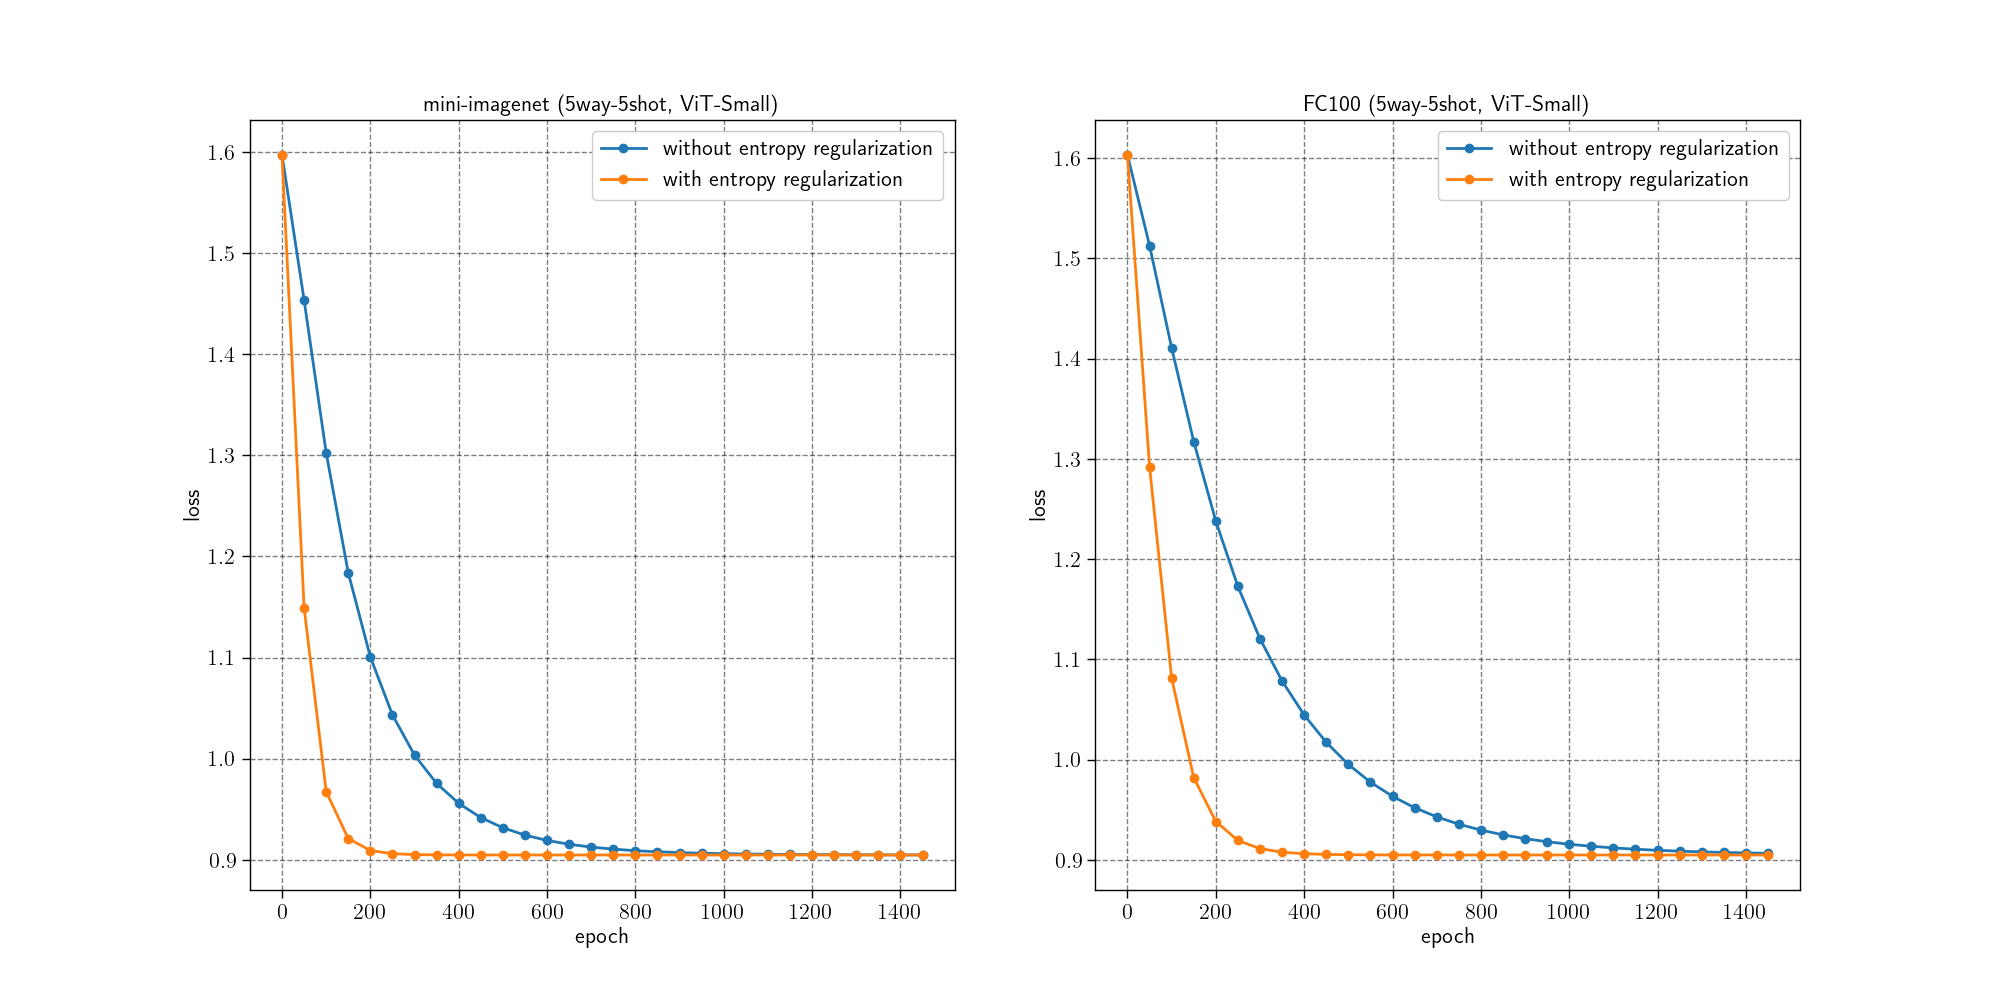 mini-imagenet (5way-5shot, ViT-Small)
without entropy regularization
with entropy regularization
1.6
1.5
1.4
1.3
1.2
1.1
1.0
0.9
loss
0 200 400 600 800 1000 1200 1400
epoch
FC100 (5way-5shot, ViT-Small)
without entropy regularization
with entropy regularization
1.6
1.5
1.4
1.3
1.2
1.1
1.0
0.9
loss
0 200 400 600 800 1000 1200 1400
epoch